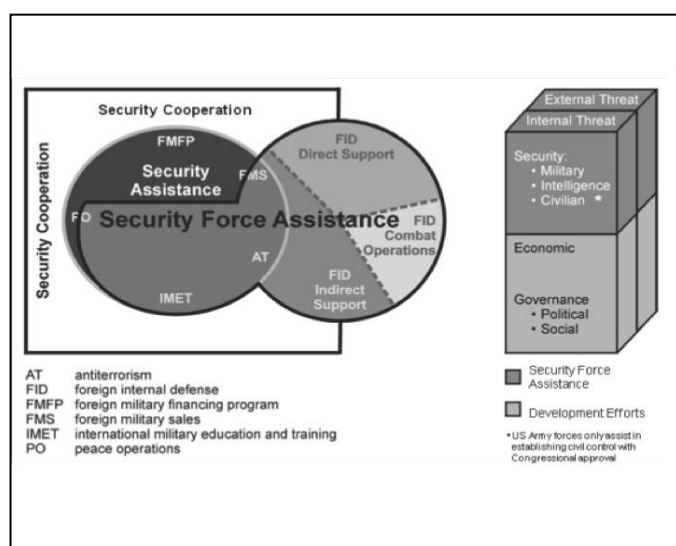 Security Cooperation
Security Cooperation
FMFP
Security
Assistance
FMS
PO
Security Force Assistance
AT
IMET
FID
Direct Support
FID
Combat
Operations
FID
Indirect
Support
AT antiterrorism
FID foreign internal defense
FMFP foreign military financing program
FMS foreign military sales
IMET international military education and training
PO peace operations
External Threat
Internal Threat
Security:
• Military
• Intelligence
• Civilian *
Economic
Governance
• Political
• Social
Security Force
Assistance
Development Efforts
* US Army forces only assist in
establishing civil control with
Congressional approval